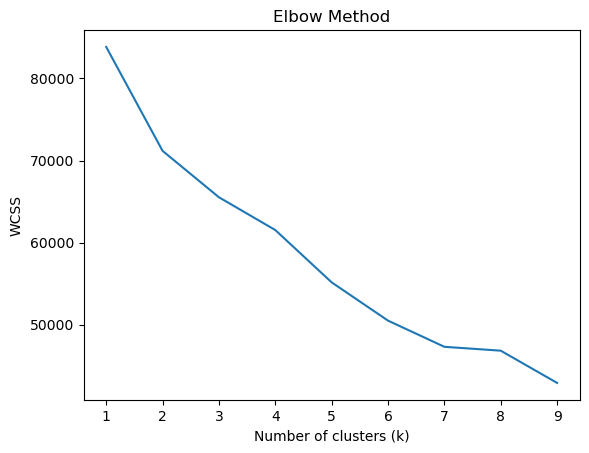 Elbow Method
80000
70000
60000
50000
WCSS
1 2 3 4 5 6 7 8 9
Number of clusters (k)